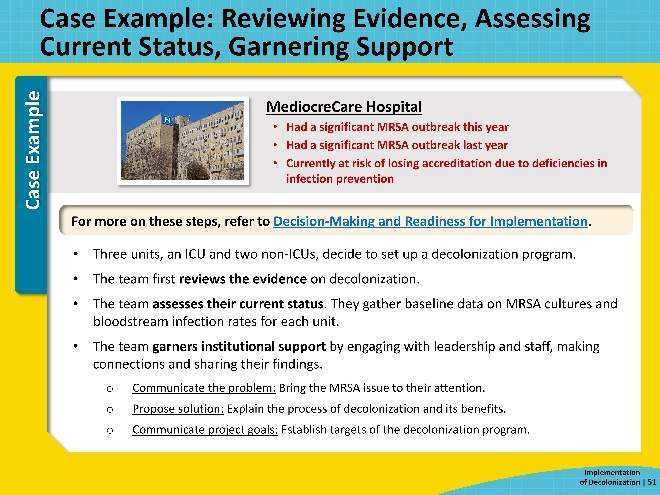 Case Example: Reviewing Evidence, Assessing
Current Status, Garnering Support
Case Example
MediocreCare Hospital
• Had a significant MRSA outbreak this year
• Had a significant MRSA outbreak last year
• Currently at risk of losing accreditation due to deficiencies in
infection prevention
For more on these steps, refer to Decision-Making and Readiness for Implementation.
• Three units, an ICU and two non-ICUs, decide to set up a decolonization program.
• The team first reviews the evidence on decolonization.
• The team assesses their current status. They gather baseline data on MRSA cultures and
bloodstream infection rates for each unit.
• The team garners institutional support by engaging with leadership and staff, making
connections and sharing their findings.
o Communicate the problem: Bring the MRSA issue to their attention.
o Propose solution: Explain the process of decolonization and its benefits.
o Communicate project goals: Establish targets of the decolonization program.
Implementation
of Decolonization | 51